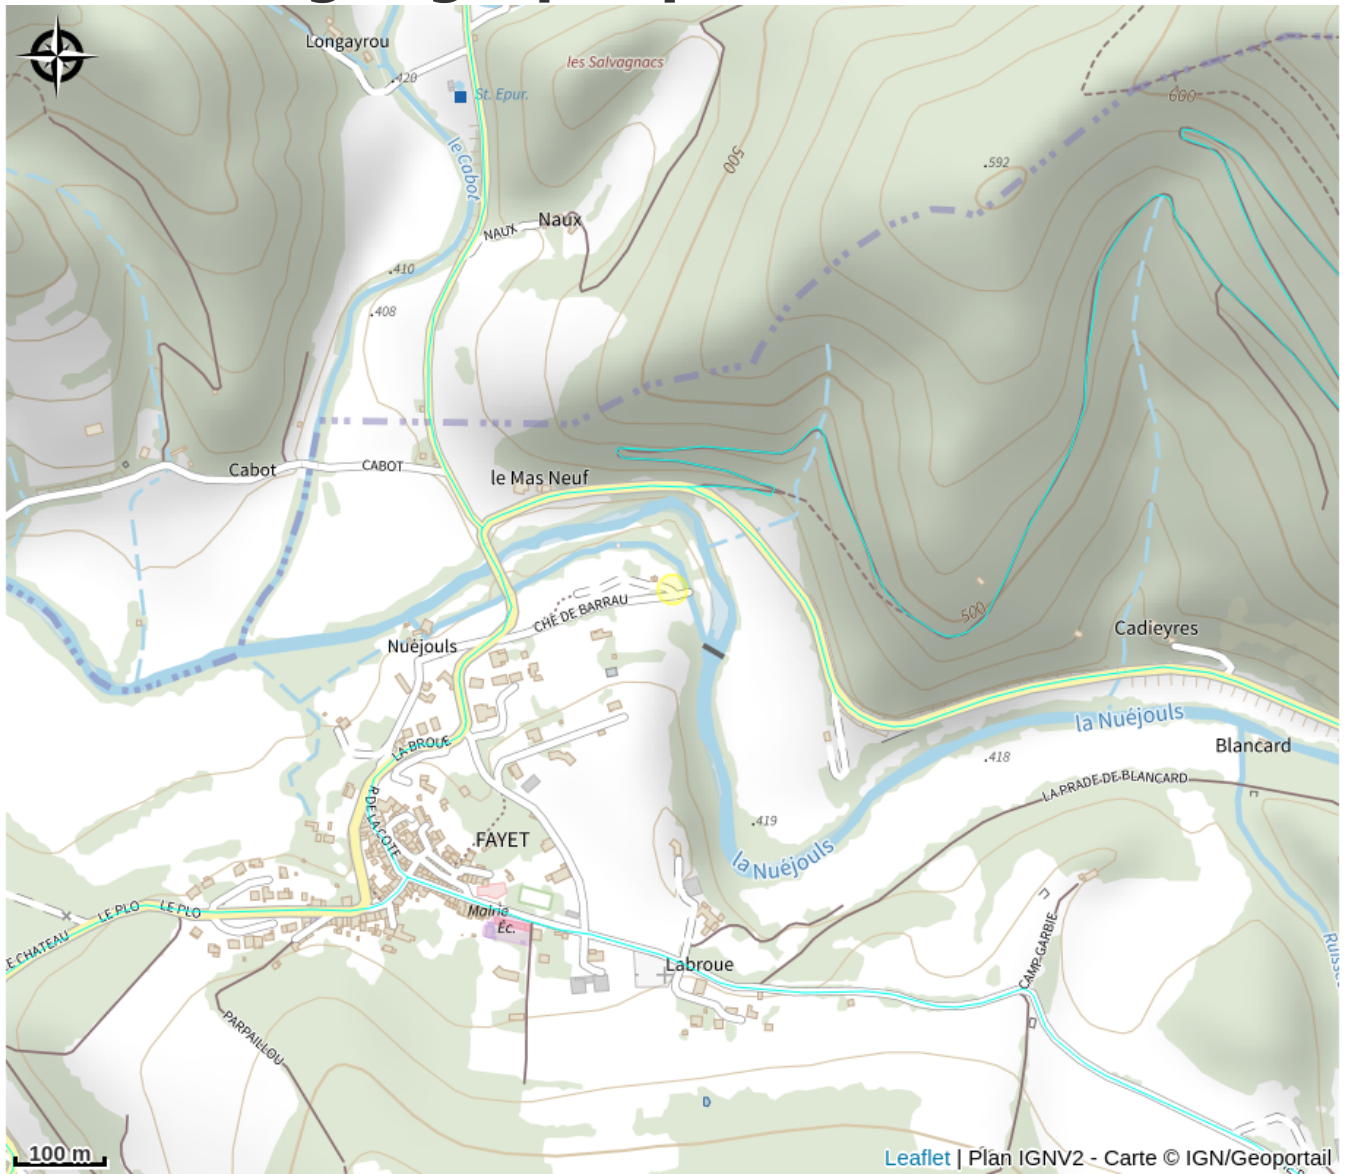 Longayrou
.420
les Salvagnacs
St. Epur.
600
le Cabot
500
.592
NAUX
Naux
.410
.408
Cabot
CABOT
le Mas Neuf
CHE DE BARRAU
500
Cadieyres
Nuéjouls
la Nuéjouls
LA BROUE
Blancard
.418
LA PRADE DE BLANCARD
R DE LA COTE
.419
FAYET
la Nuéjouls
LE PLO
LE PLO
Mairie
Éc.
LE CHATEAU
CAMP-GARBIE
Labroue
PARPAILLOU
100 m
Leaflet | Plan IGNV2 - Carte © IGN/Geoportail